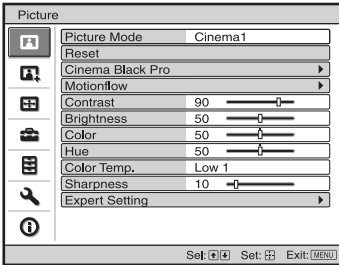 Picture
Picture Mode Cinema1
Reset
Cinema Black Pro
Motionflow
Contrast 90
Brightness 50
Color 50
Hue 50
Color Temp. Low 1
Sharpness 10
Expert Setting
Sel: Set: Exit: MENU